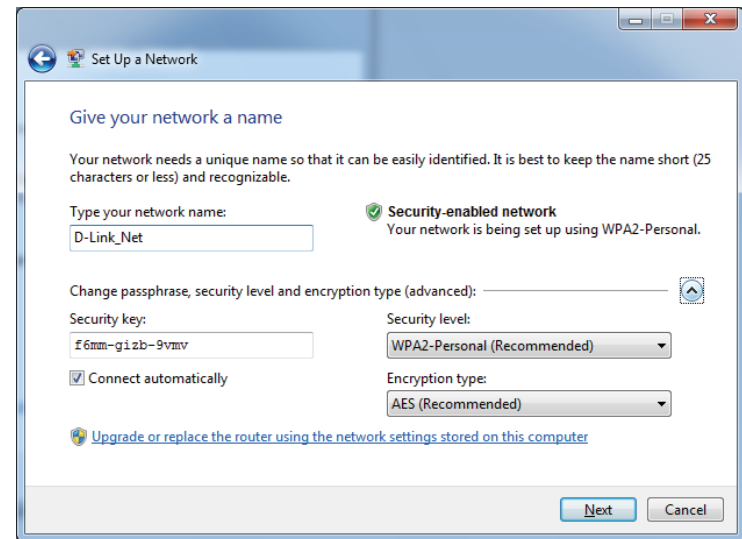 Set Up a Network
Give your network a name
Your network needs a unique name so that it can be easily identified. It is best to keep the name short (25
characters or less) and recognizable.
Type your network name:
D-Link_Net
Security-enabled network
Your network is being set up using WPA2-Personal.
Change passphrase, security level and encryption type (advanced):
Security key:
f6mm-gizb-9vmv
Security level:
WPA2-Personal (Recommended)
Connect automatically
Encryption type:
AES (Recommended)
Upgrade or replace the router using the network settings stored on this computer
Next
Cancel